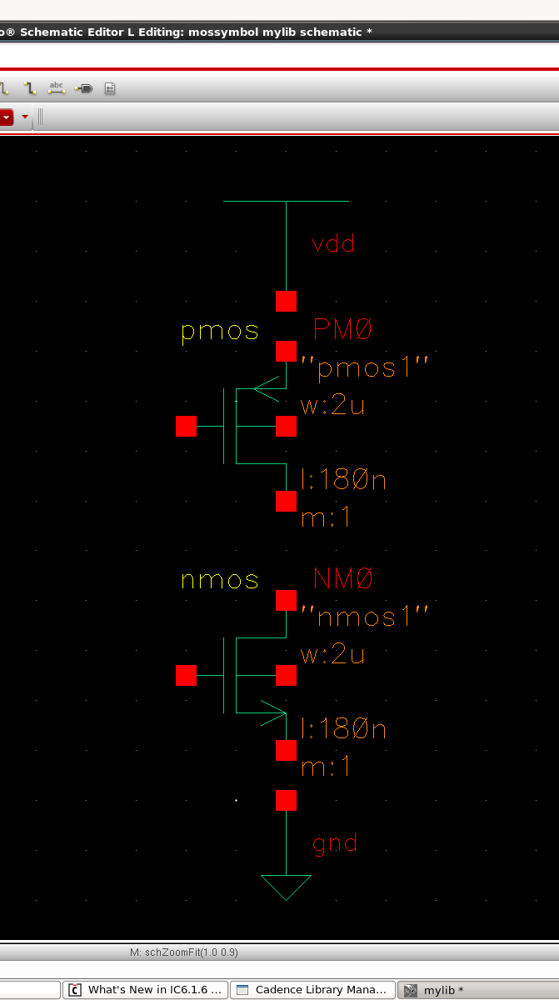 o® Schematic Editor L Editing: mossymbol mylib schematic *
abc
vdd
pmos
PM0
"pmos1"
w:2u
l:180n
m:1
nmos
NM0
"nmos1"
w:2u
l:180n
m:1
gnd
M: schZoomFit(1.0 0.9)
What's New in IC6.1.6 ...
Cadence Library Mana...
mylib *